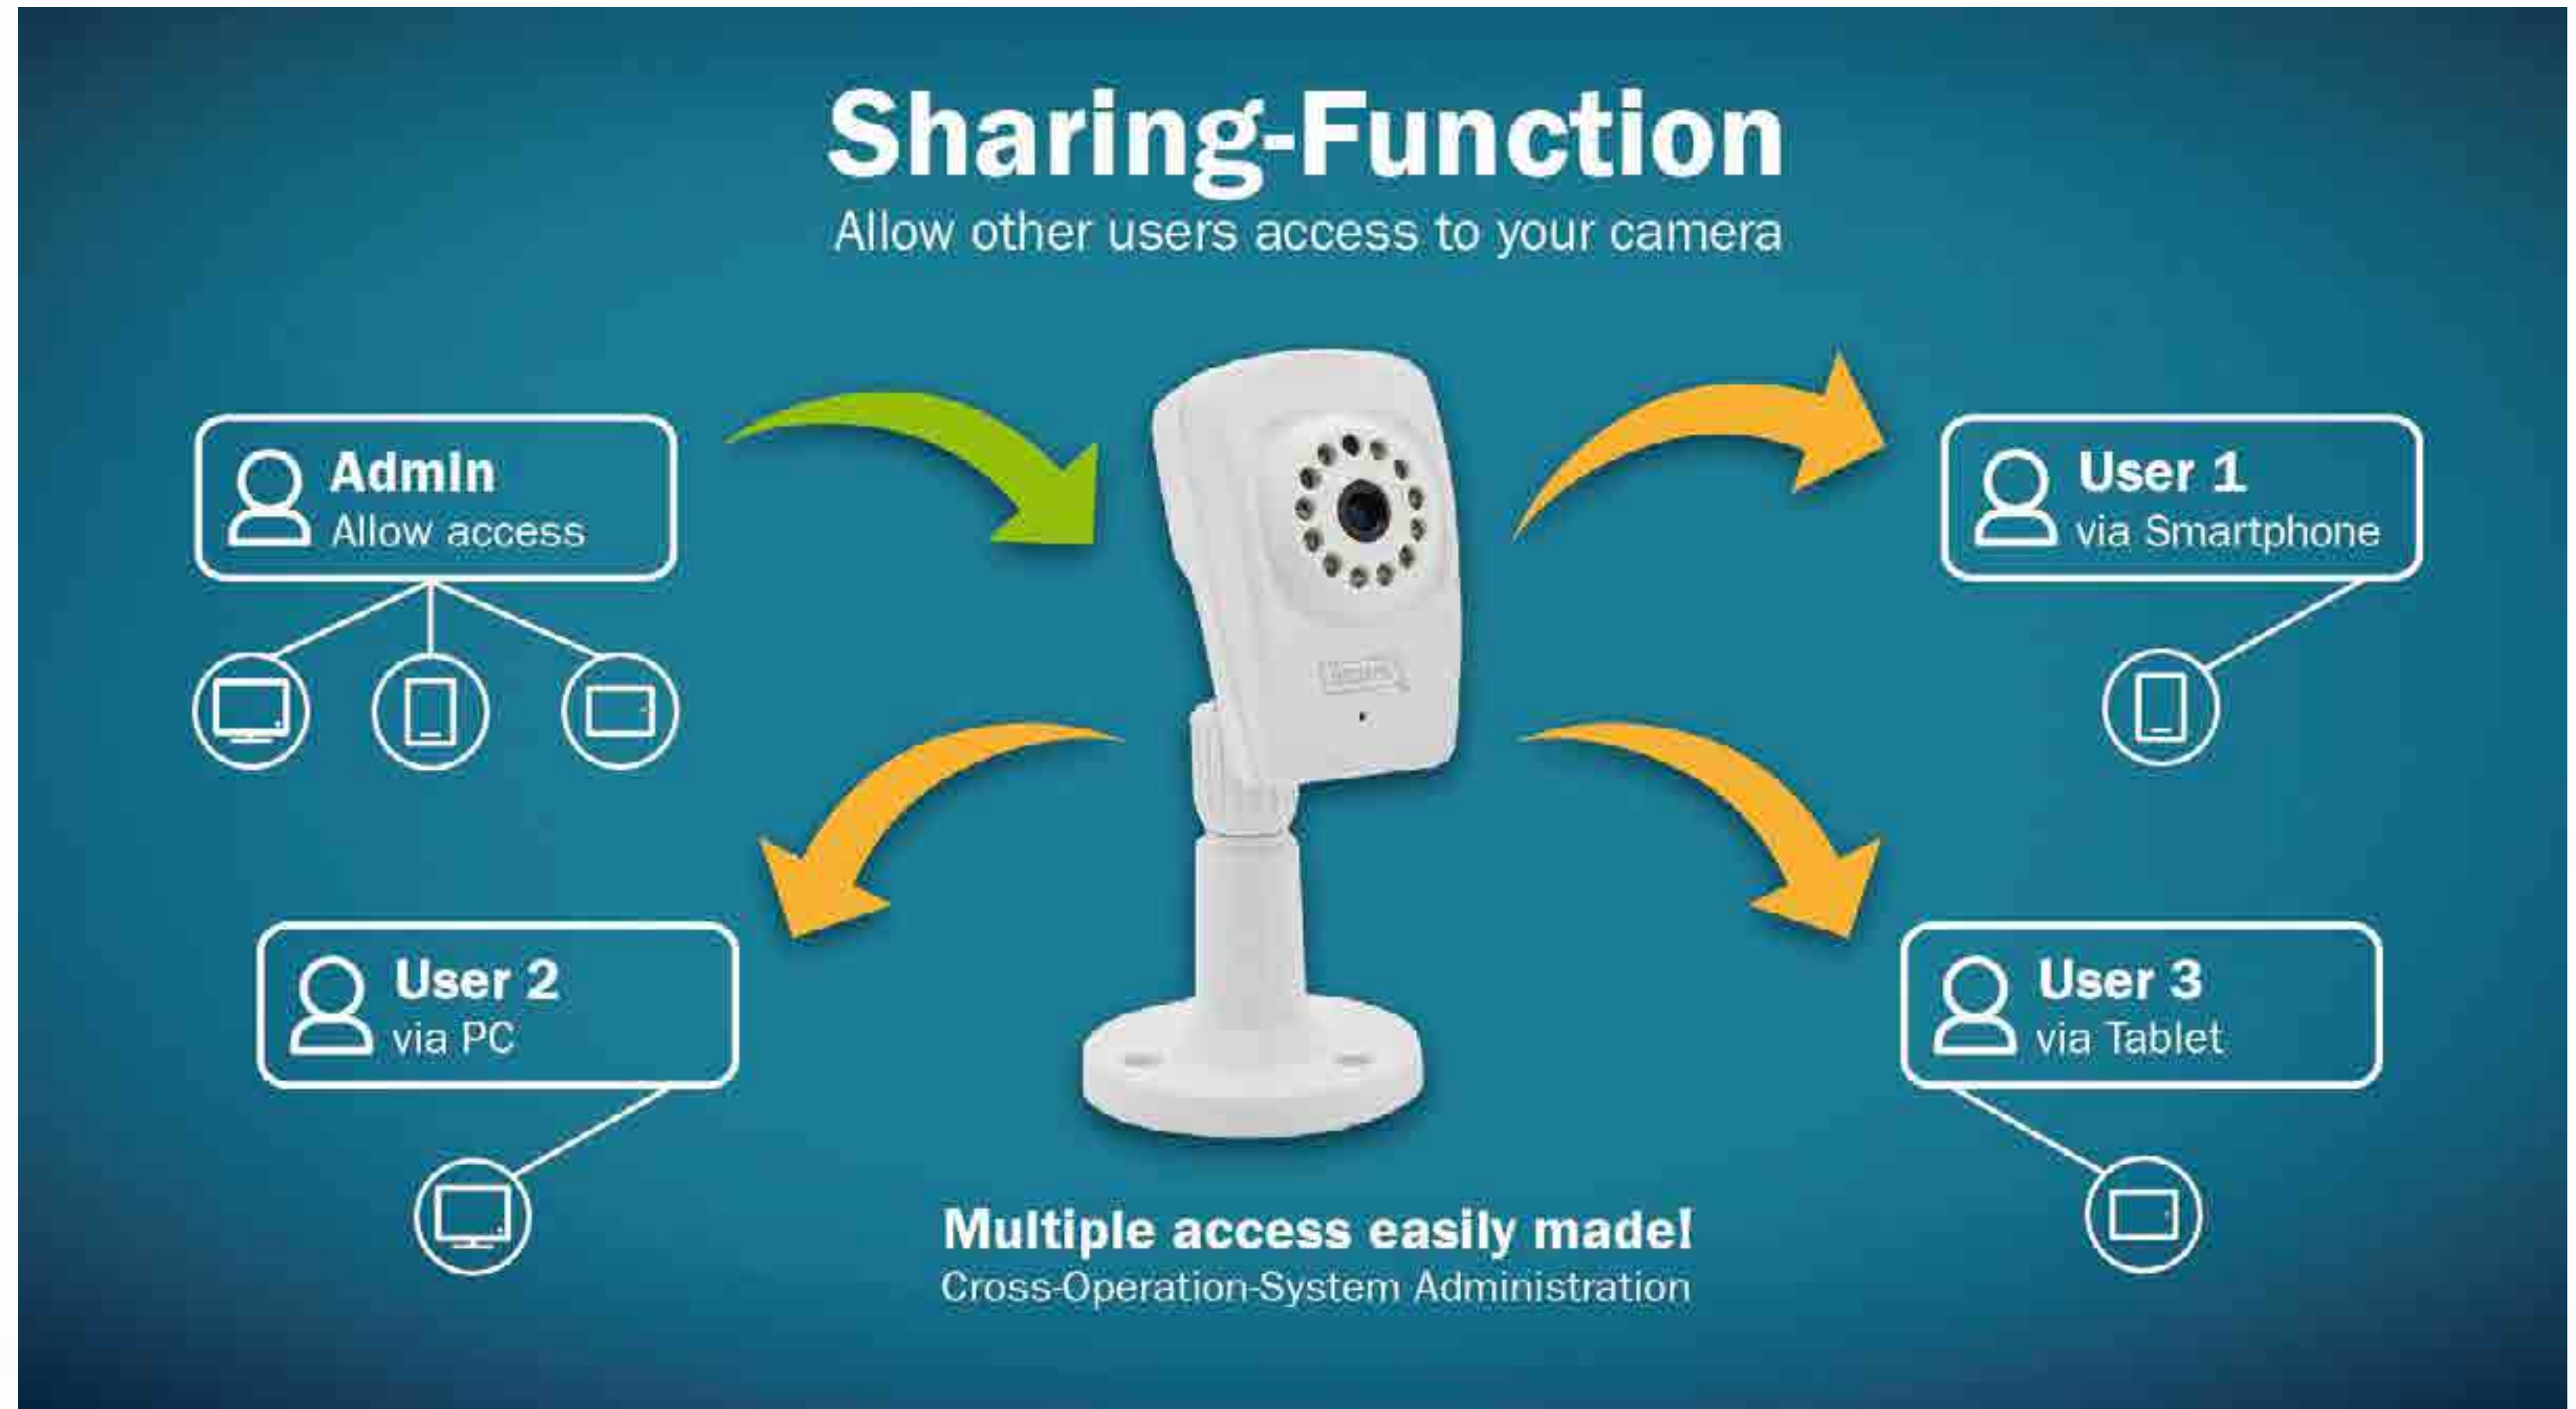 Sharing-Function
Allow other users access to your camera
Admin
Allow access
User 1
via Smartphone
User 2
via PC
User 3
via Tablet
Multiple access easily made!
Cross-Operation-System Administration